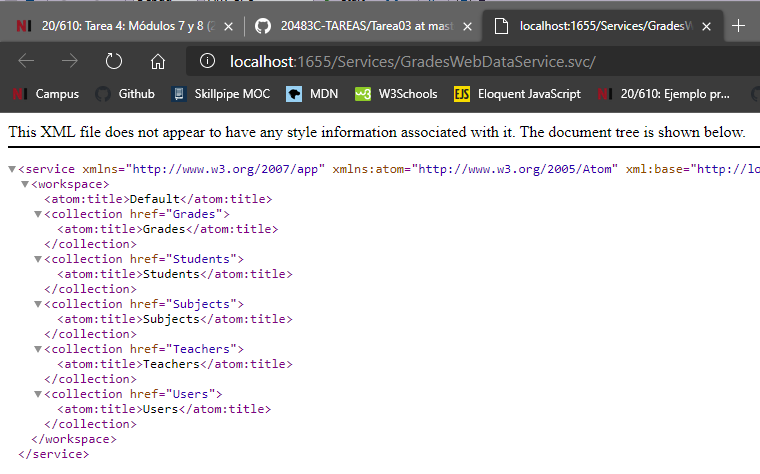 20/610: Tarea 4: Módulos 7 y 8 (2
20483C-TAREAS/Tarea03 at mast
localhost:1655/Services/GradesW
localhost:1655/Services/GradesWebDataService.svc/
Campus
Github
Skillpipe MOC
MDN
W3Schools
EJS Eloquent JavaScript
20/610: Ejemplo pr...
This XML file does not appear to have any style information associated with it. The document tree is shown below.
<service xmlns="http://www.w3.org/2007/app" xmlns:atom="http://www.w3.org/2005/Atom" xml:base="http://lo
<workspace>
<atom:title>Default</atom:title>
<collection href="Grades">
<atom:title>Grades</atom:title>
</collection>
<collection href="Students">
<atom:title>Students</atom:title>
</collection>
<collection href="Subjects">
<atom:title>Subjects</atom:title>
</collection>
<collection href="Teachers">
<atom:title>Teachers</atom:title>
</collection>
<collection href="Users">
<atom:title>Users</atom:title>
</collection>
</workspace>
</service>